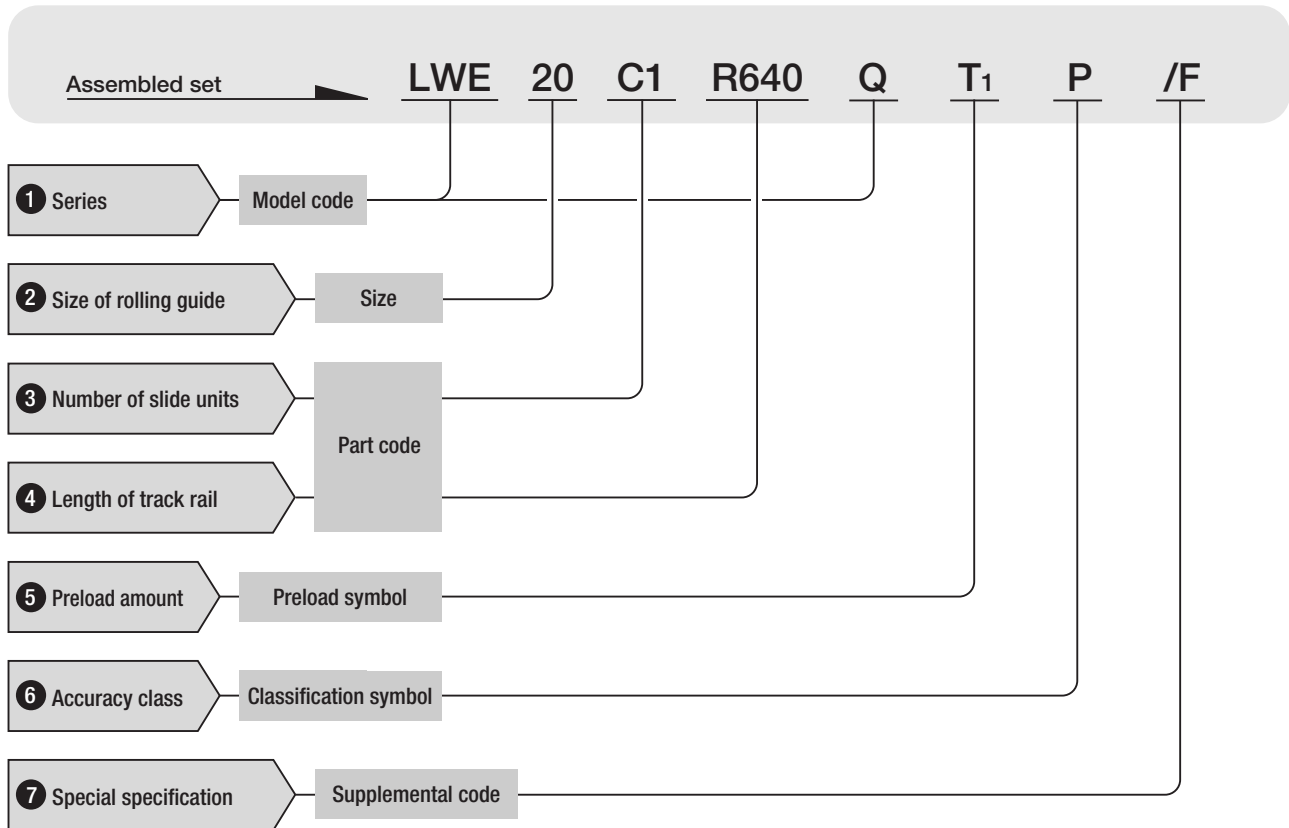 Assembled set LWE 20 C1 R640 Q T1 P /F
1 Series Model code
2 Size of rolling guide Size
3 Number of slide units
Part code
4 Length of track rail
5 Preload amount Preload symbol
6 Accuracy class Classification symbol
7 Special specification Supplemental code